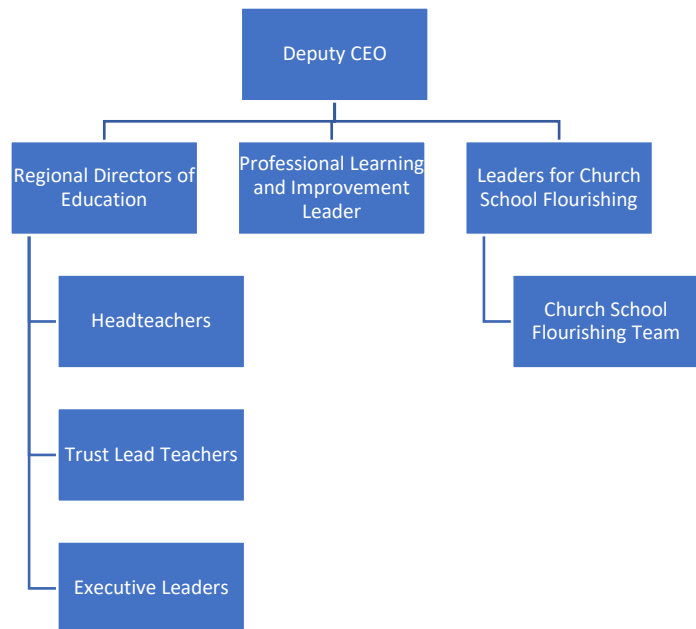 Deputy CEO
Regional Directors of
Education
Professional Learning
and Improvement
Leader
Leaders for Church
School Flourishing
Headteachers
Church School
Flourishing Team
Trust Lead Teachers
Executive Leaders